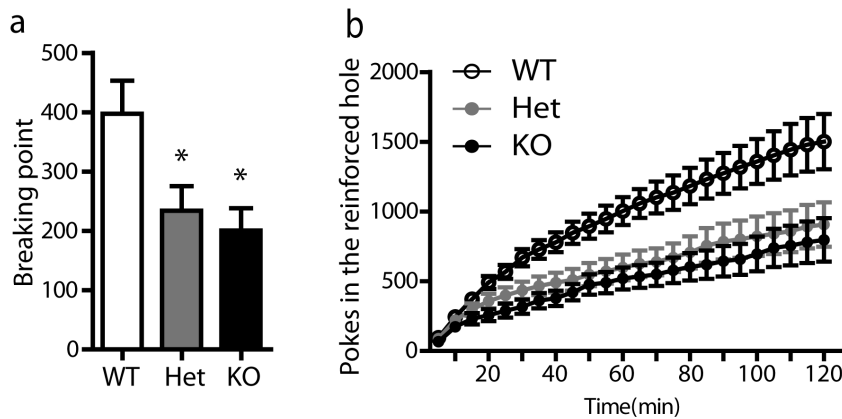 a
Breaking point
500
400
300
200
100
0
*
*
WT
Het
KO
b
Pokes in the reinforced hole
2000
1500
1000
500
0
WT
Het
KO
20
40
60
80
100
120
Time(min)